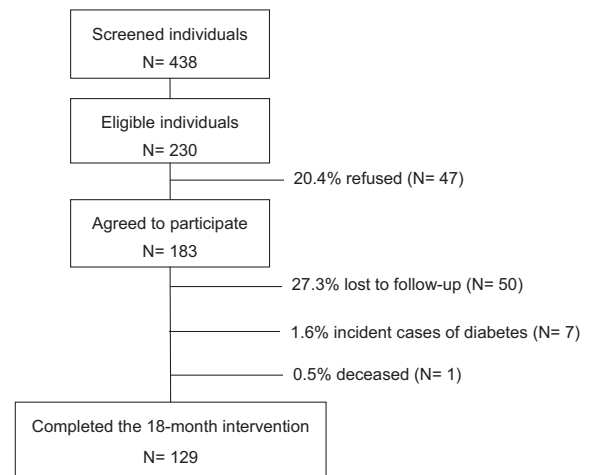 Screened individuals
N= 438
Eligible individuals
N= 230
20.4% refused (N= 47)
Agreed to participate
N= 183
27.3% lost to follow-up (N= 50)
1.6% incident cases of diabetes (N= 7)
0.5% deceased (N= 1)
Completed the 18-month intervention
N= 129